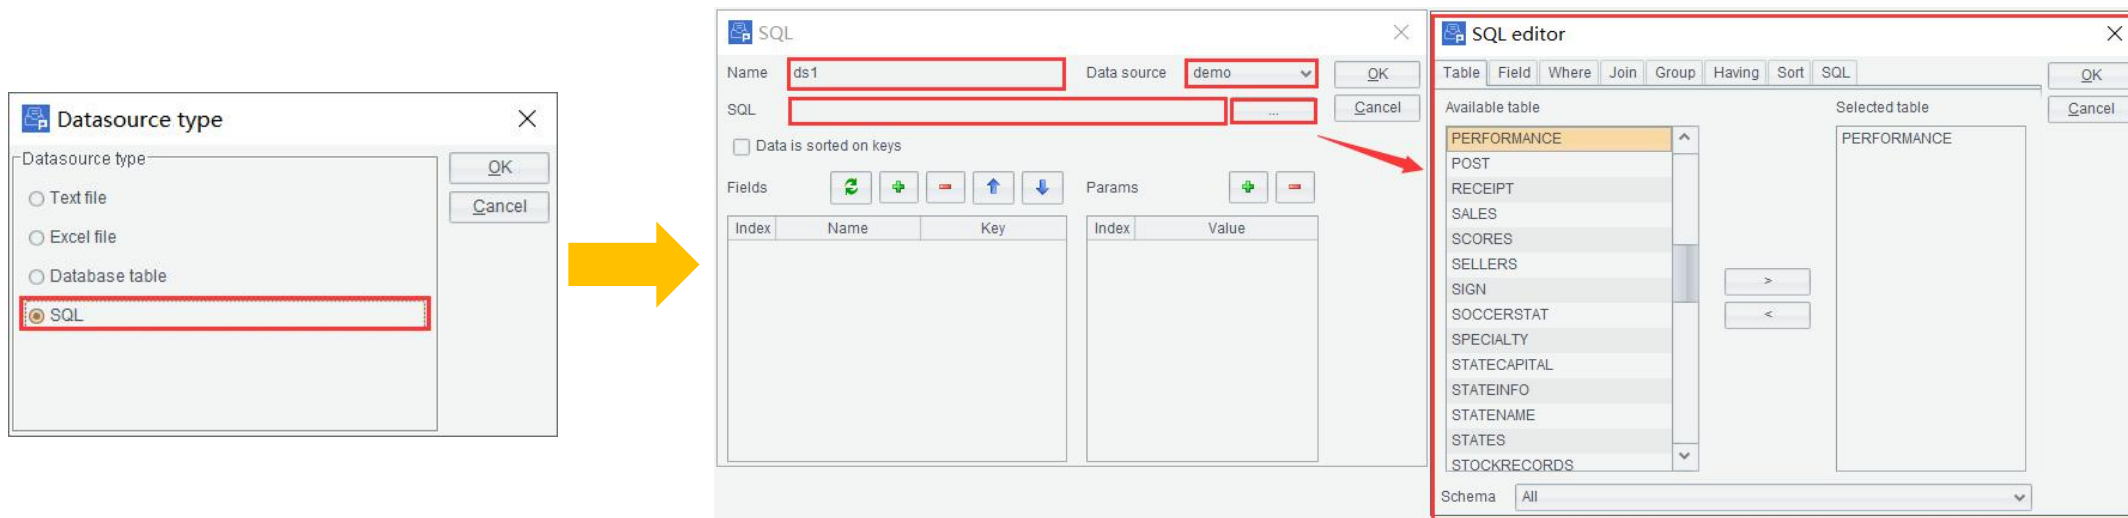 Datasource type
Datasource type
OK
Text file
Cancel
Excel file
Database table
SQL
SQL
Name ds1 Data source demo OK
SQL ... Cancel
Data is sorted on keys
Fields Params
Index Name Key Index Value
SQL editor
Table Field Where Join Group Having Sort SQL OK
Available table Selected table Cancel
PERFORMANCE PERFORMANCE
POST
RECEIPT
SALES
SCORES
SELLERS
SIGN >
SOCCERSTAT <
SPECIALTY
STATECAPITAL
STATEINFO
STATENAME
STATES
STOCKRECORDS
Schema All